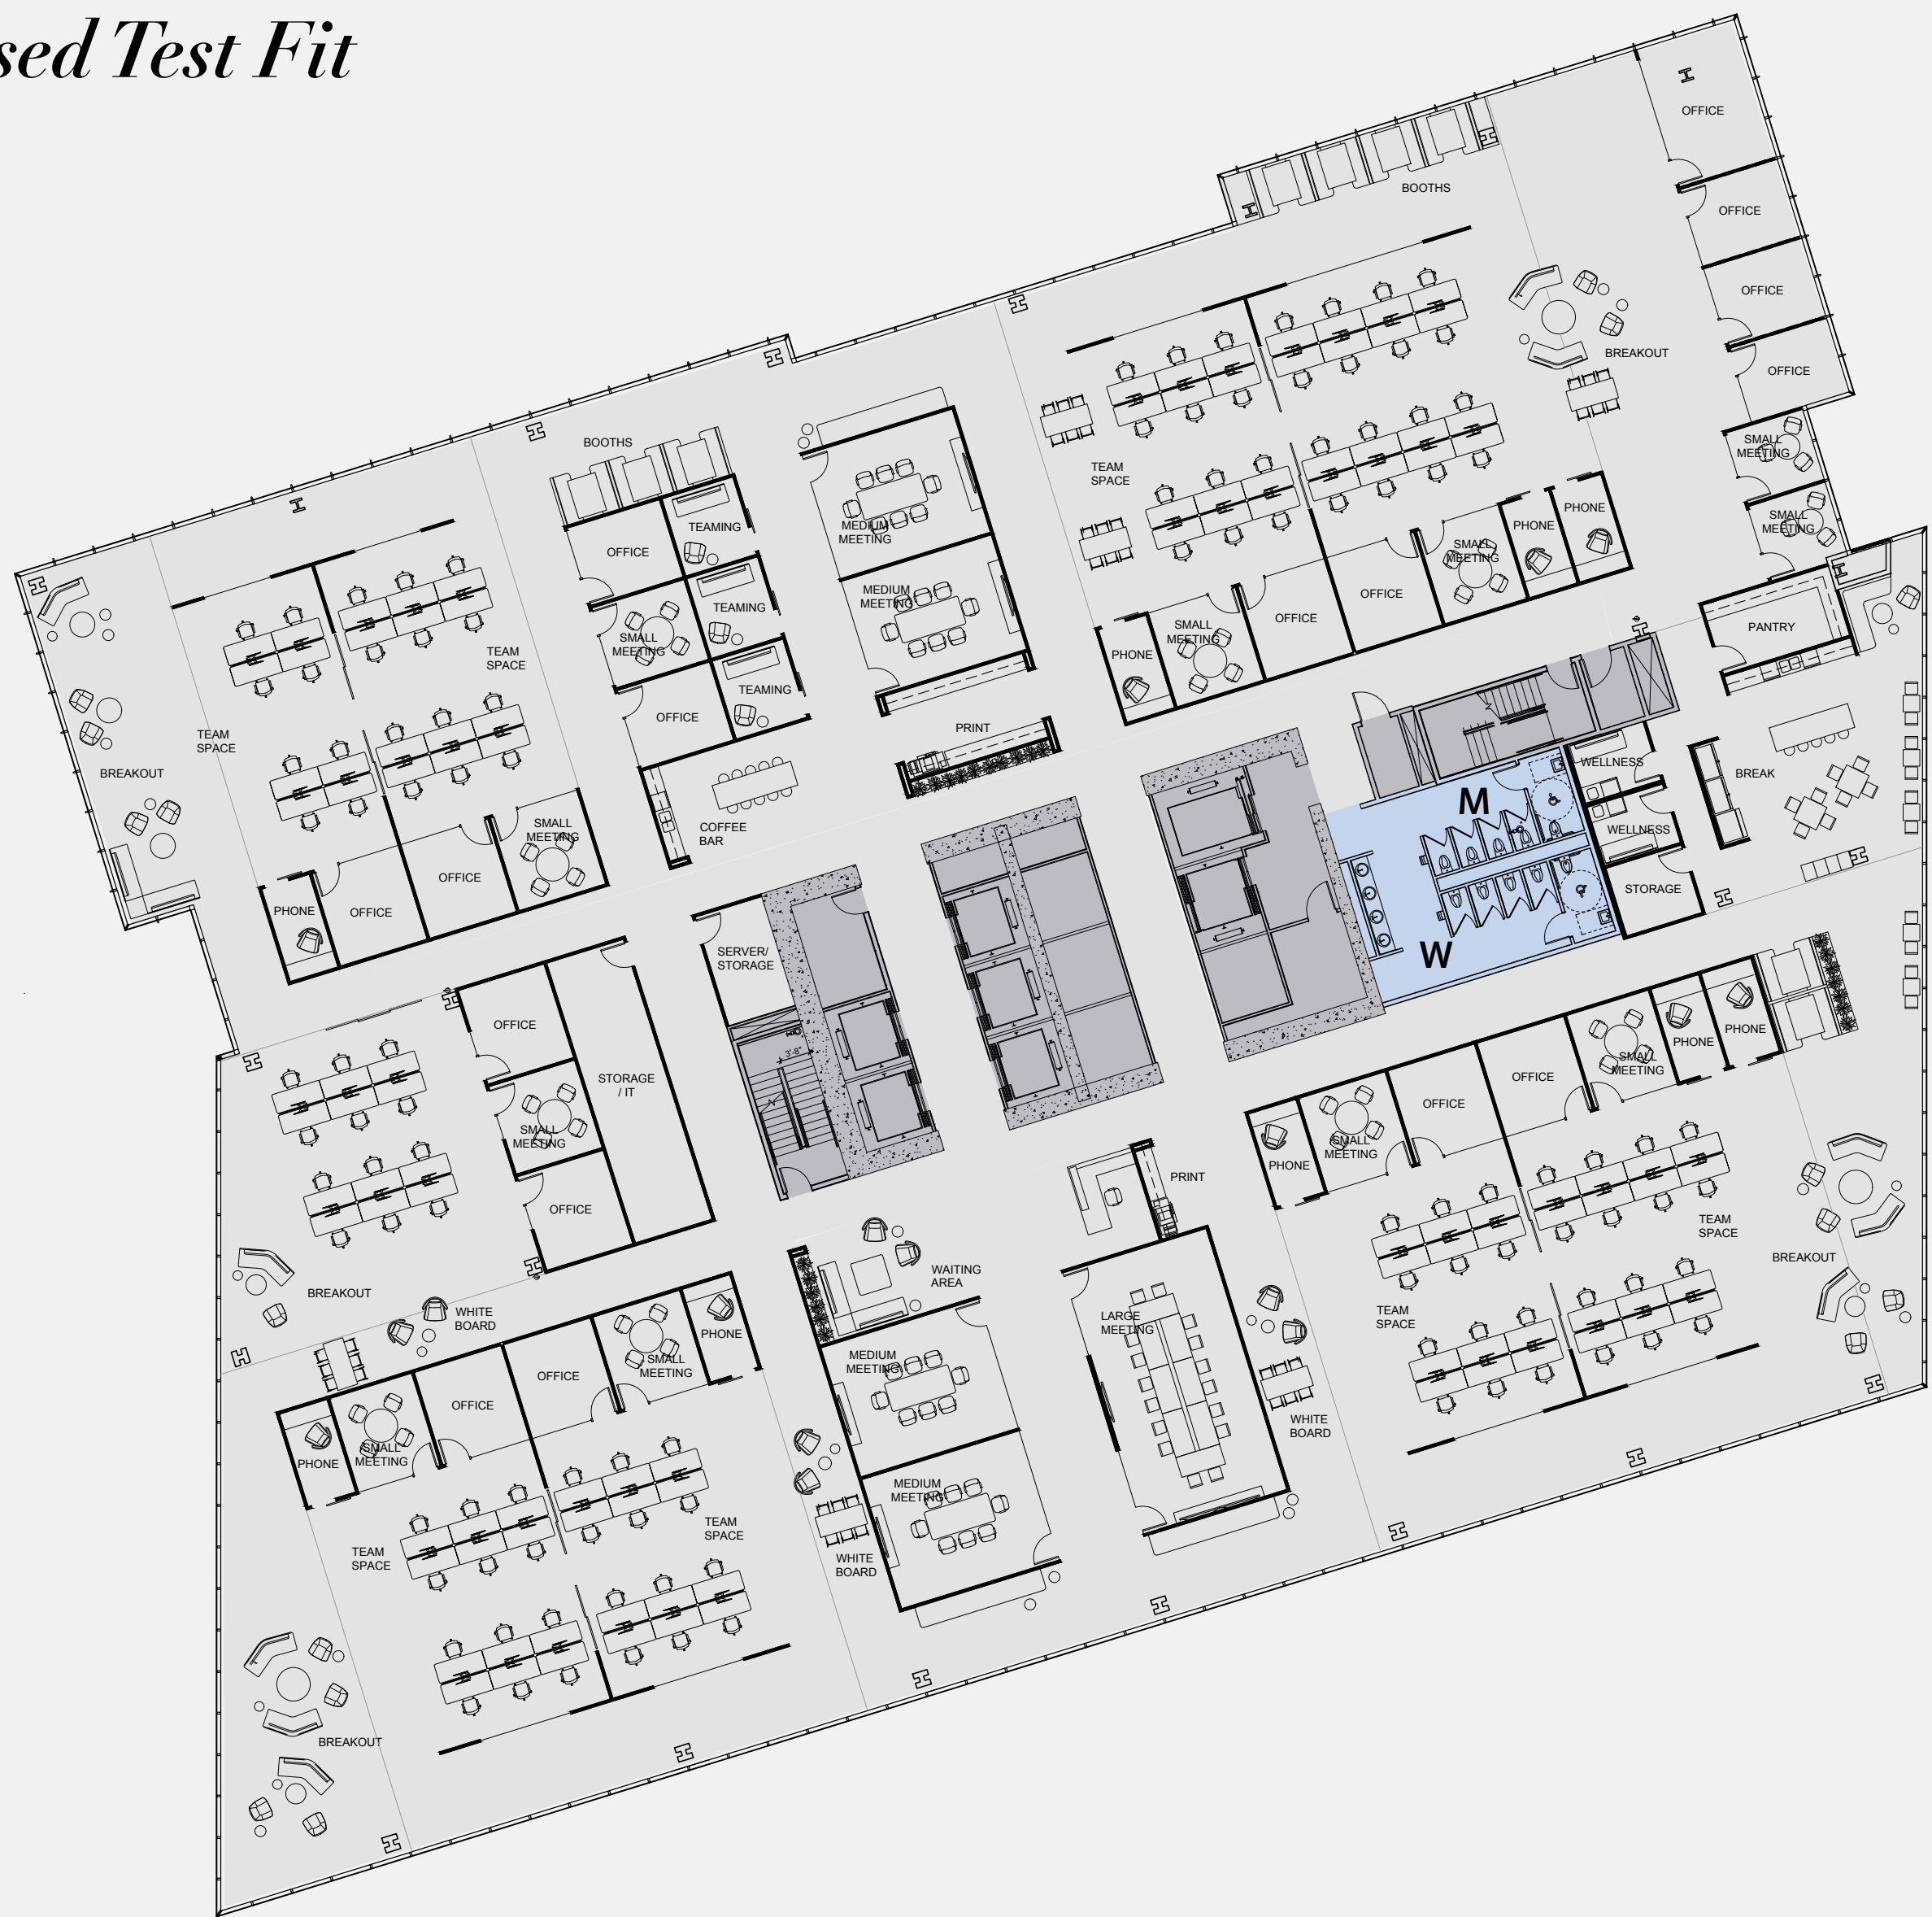 sed Test Fit
OFFICE
BOOTHS
OFFICE
OFFICE
BREAKOUT
OFFICE
BOOTHS
SMALL
MEETING
TEAM
SPACE
TEAMING
MEDIUM
MEETING
PHONE
PHONE
SMALL
MEETING
OFFICE
SMALL
MEETING
MEDIUM
MEETING
TEAMING
OFFICE
OFFICE
SMALL
MEETING
PANTRY
SMALL
MEETING
TEAM
SPACE
PHONE
TEAMING
OFFICE
PRINT
TEAM
SPACE
BREAKOUT
WELLNESS
BREAK
M
COFFEE
BAR
SMALL
MEETING
WELLNESS
OFFICE
STORAGE
PHONE
OFFICE
W
SERVER/
STORAGE
OFFICE
PHONE
PHONE
3'-8"
SMALL
MEETING
STORAGE
/ IT
OFFICE
OFFICE
SMALL
MEETING
SMALL
MEETING
PHONE
PRINT
OFFICE
TEAM
SPACE
BREAKOUT
WAITING
AREA
BREAKOUT
WHITE
BOARD
TEAM
SPACE
LARGE
MEETING
PHONE
MEDIUM
MEETING
SMALL
MEETING
OFFICE
OFFICE
WHITE
BOARD
SMALL
MEETING
PHONE
MEDIUM
MEETING
TEAM
SPACE
TEAM
SPACE
WHITE
BOARD
BREAKOUT